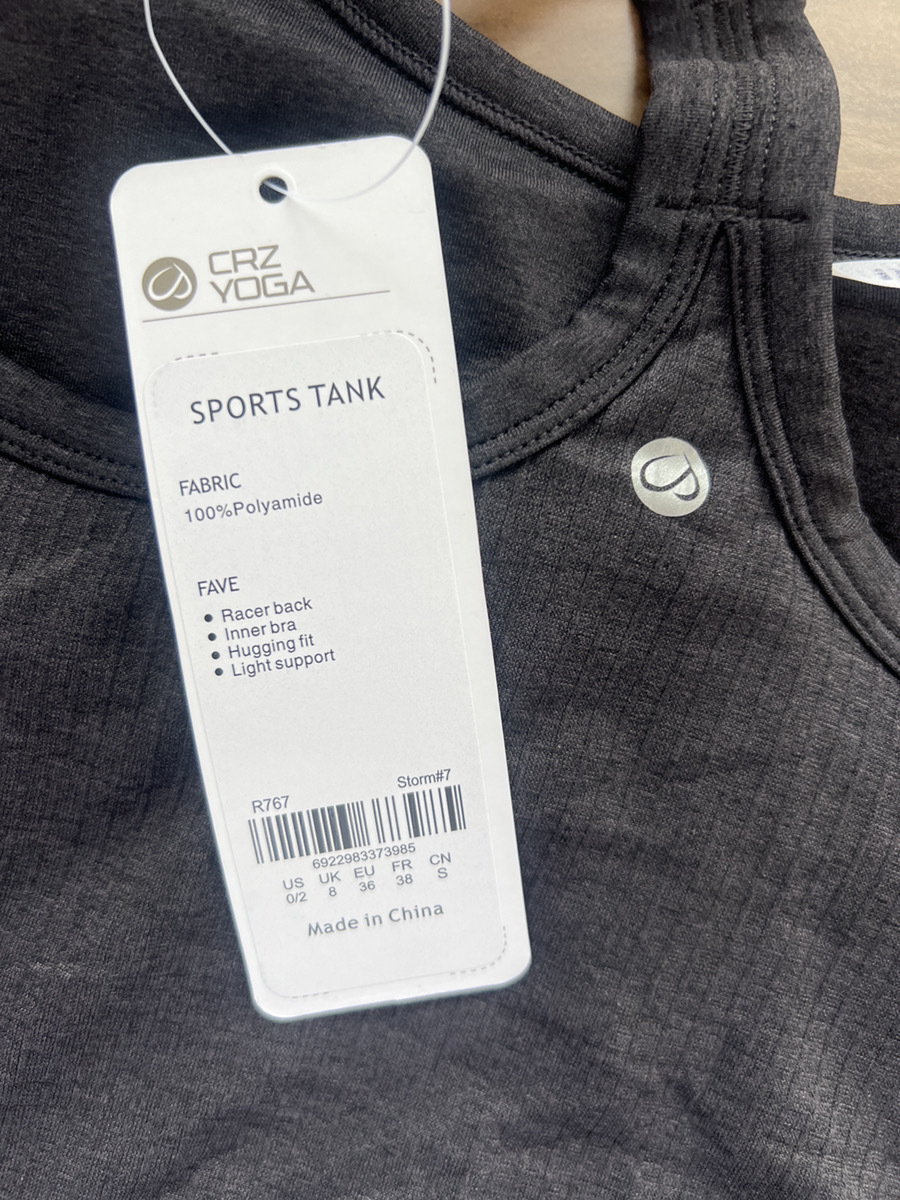 CRZ
YOGA
SPORTS TANK
FABRIC
100%Polyamide
FAVE
• Racer back
• Inner bra
• Hugging fit
• Light support
R767 Storm#7
6922983373985
US UK EU FR CN
0/2 8 36 38 S
Made in China